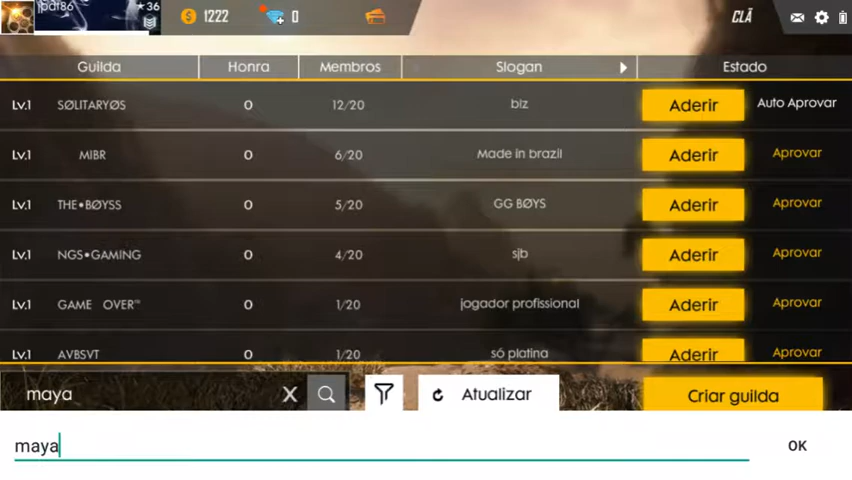 jpdf86 ★36 1222 0 CLÃ
Guilda Honra Membros Slogan Estado
Lv.1 SØLITARYØS 0 12/20 biz Aderir Auto Aprovar
Lv.1 MIBR 0 6/20 Made in brazil Aderir Aprovar
Lv.1 THE•BØYSS 0 5/20 GG BØYS Aderir Aprovar
Lv.1 NGS•GAMING 0 4/20 sjb Aderir Aprovar
Lv.1 GAME OVER™ 0 1/20 jogador profissional Aderir Aprovar
Lv.1 AVBSVT 0 1/20 só platina Aderir Aprovar
maya X Atualizar Criar guilda
maya OK